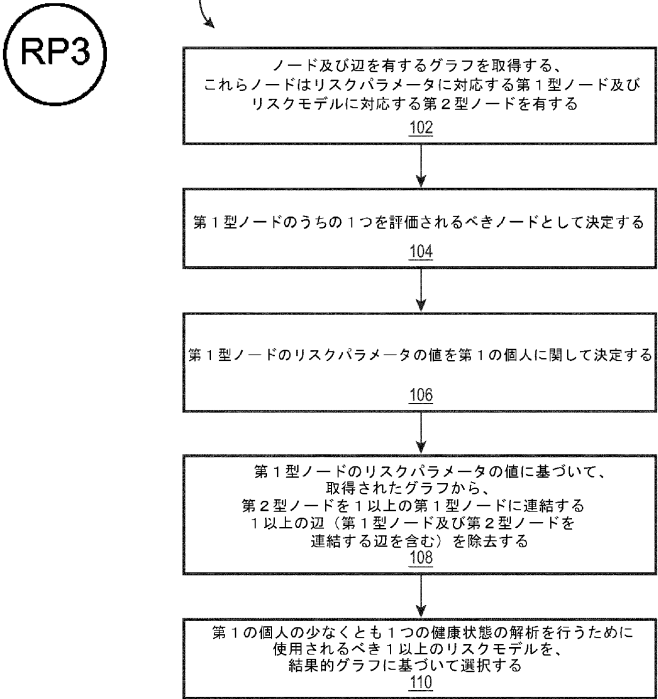 RP3
ノード及び辺を有するグラフを取得する、
これらノードはリスクパラメータに対応する第1型ノード及び
リスクモデルに対応する第2型ノードを有する
102
第1型ノードのうちの1つを評価されるべきノードとして決定する
104
第1型ノードのリスクパラメータの値を第1の個人に関して決定する
106
第1型ノードのリスクパラメータの値に基づいて、
取得されたグラフから、
第2型ノードを1以上の第1型ノードに連結する
1以上の辺（第1型ノード及び第2型ノードを
連結する辺を含む）を除去する
108
第1の個人の少なくとも1つの健康状態の解析を行うために
使用されるべき1以上のリスクモデルを、
結果的グラフに基づいて選択する
110